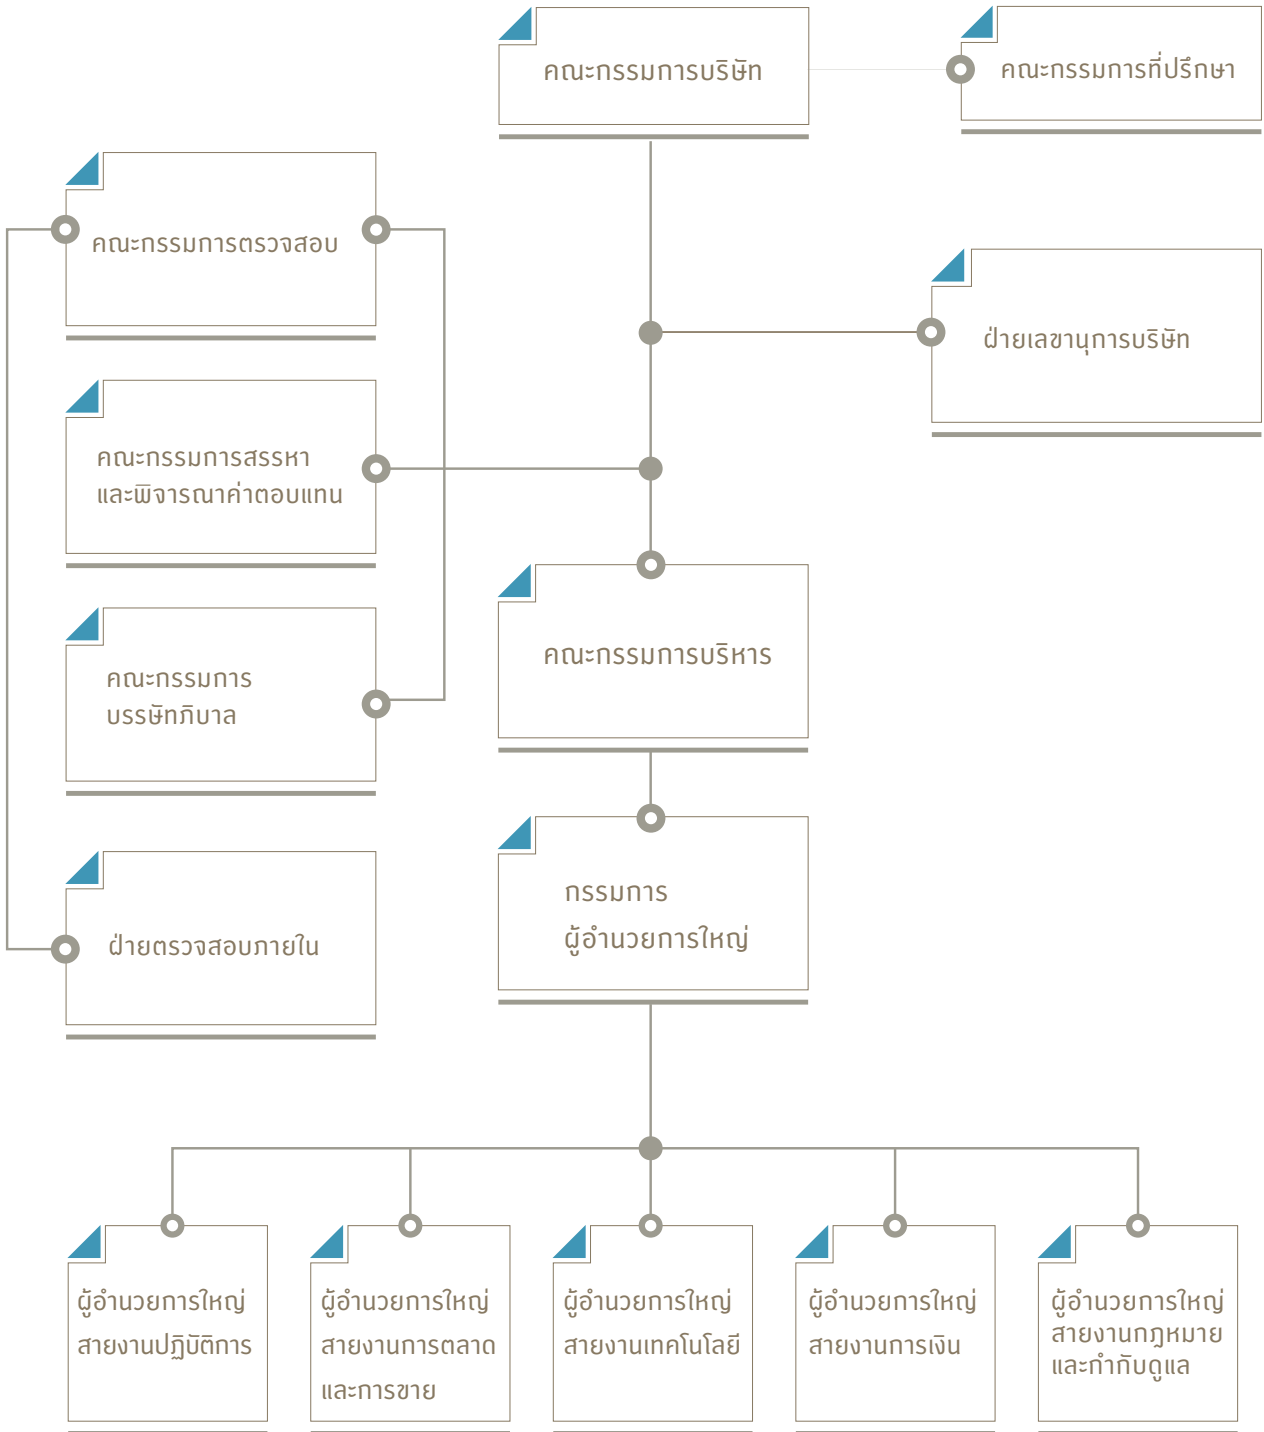 คณะกรรมการบริษัท
คณะกรรมการที่ปรึกษา
คณะกรรมการตรวจสอบ
ฝ่ายเลขานุการบริษัท
คณะกรรมการสรรหา
และพิจารณาค่าตอบแทน
คณะกรรมการบริหาร
คณะกรรมการ
บรรษัทภิบาล
กรรมการ
ผู้อำนวยการใหญ่
ฝ่ายตรวจสอบภายใน
ผู้อำนวยการใหญ่
สายงานปฏิบัติการ
ผู้อำนวยการใหญ่
สายงานการตลาด
และการขาย
ผู้อำนวยการใหญ่
สายงานเทคโนโลยี
ผู้อำนวยการใหญ่
สายงานการเงิน
ผู้อำนวยการใหญ่
สายงานกฎหมาย
และกำกับดูแล